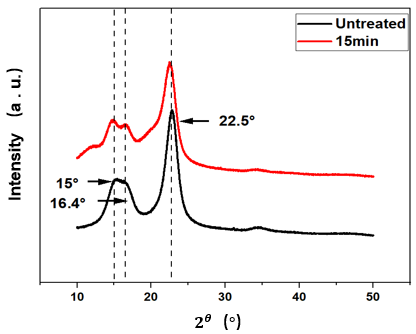 Untreated
15min
Intensity (a. u.)
22.5°
15°
16.4°
10 20 30 40 50
2θ (°)